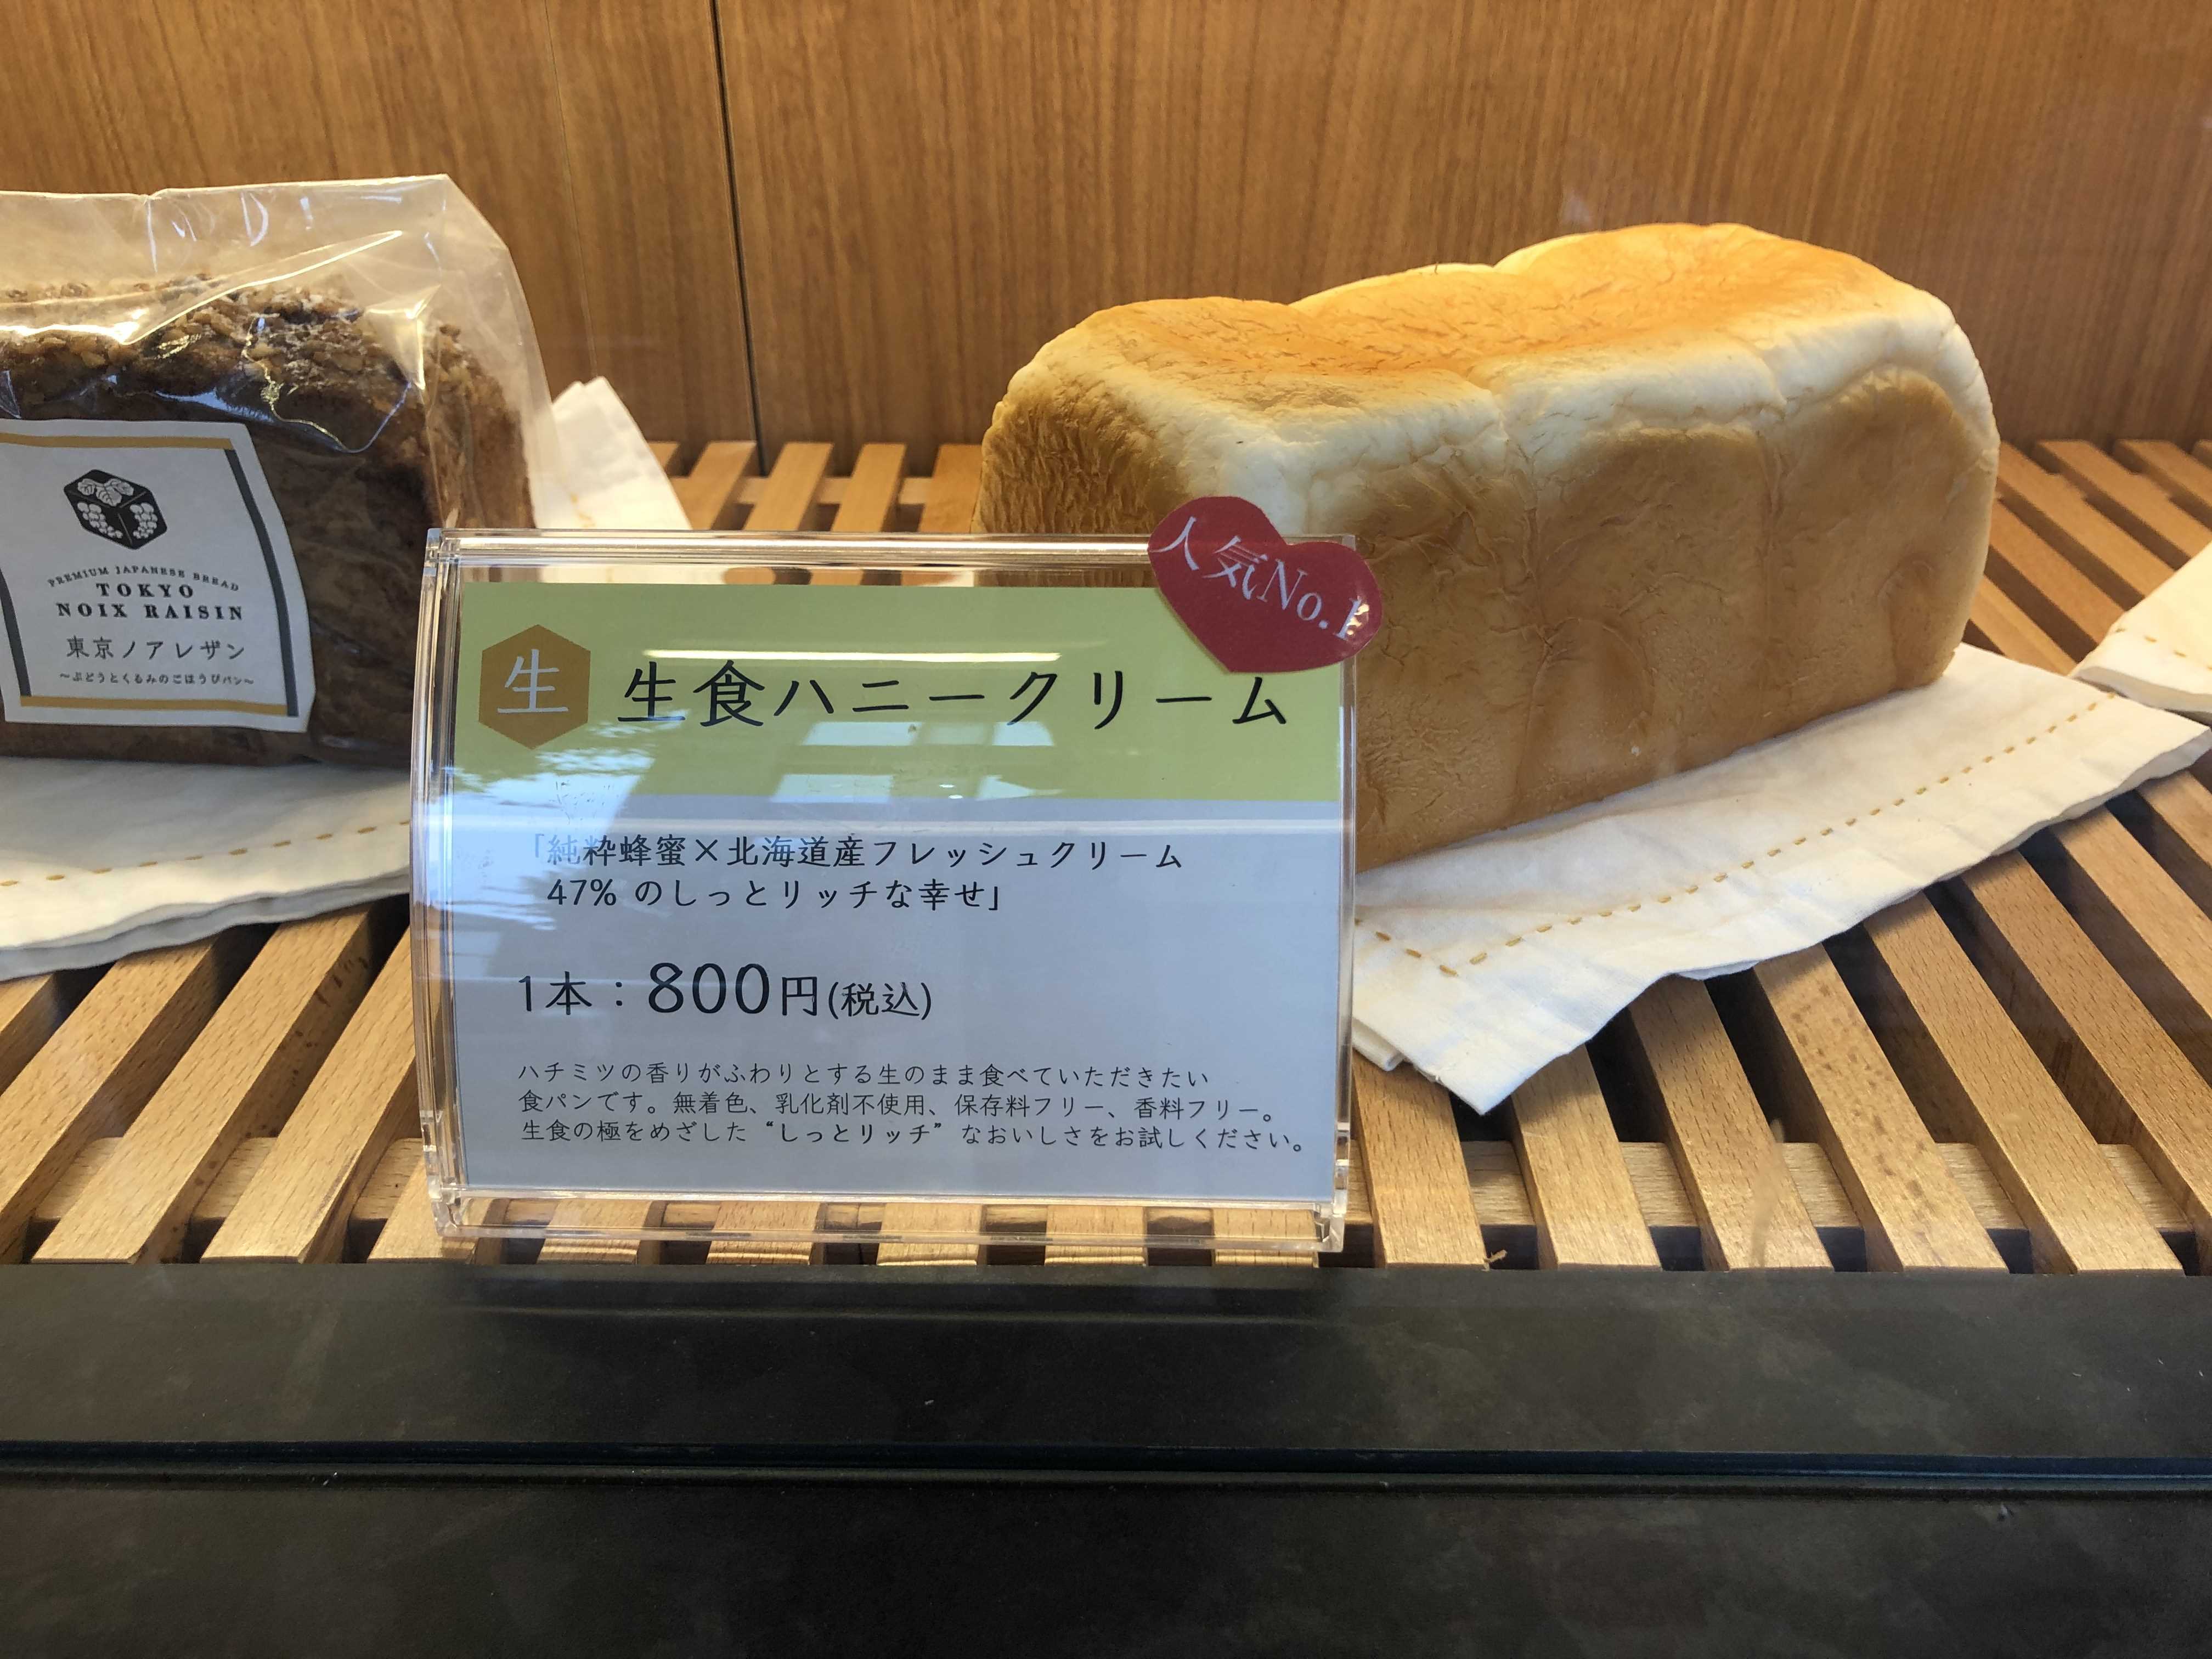 PREMIUM JAPANESE BREAD
TOKYO
NOIX RAISIN
東京ノアレザン
～ぶどうとくるみのごほうびパン～
人気No.1
生 生食ハニークリーム
「純粋蜂蜜×北海道産フレッシュクリーム
47% のしっとリッチな幸せ」
1本：800円(税込)
ハチミツの香りがふわりとする生のまま食べていただきたい
食パンです。無着色、乳化剤不使用、保存料フリー、香料フリー。
生食の極をめざした“しっとリッチ”なおいしさをお試しください。